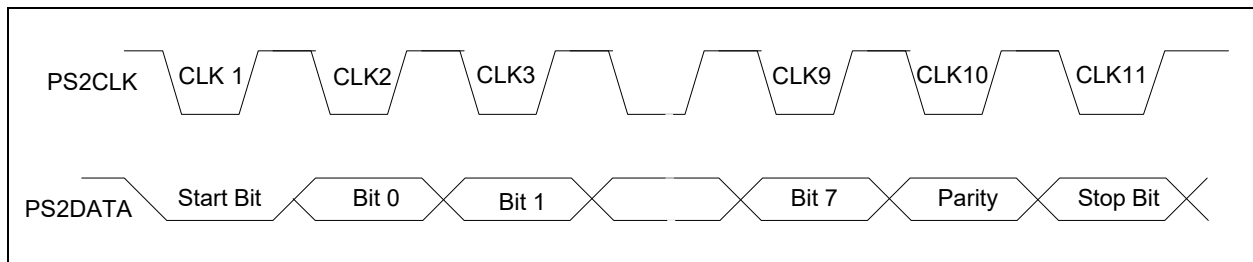 PS2CLK CLK 1 CLK2 CLK3 CLK9 CLK10 CLK11
PS2DATA Start Bit Bit 0 Bit 1 Bit 7 Parity Stop Bit